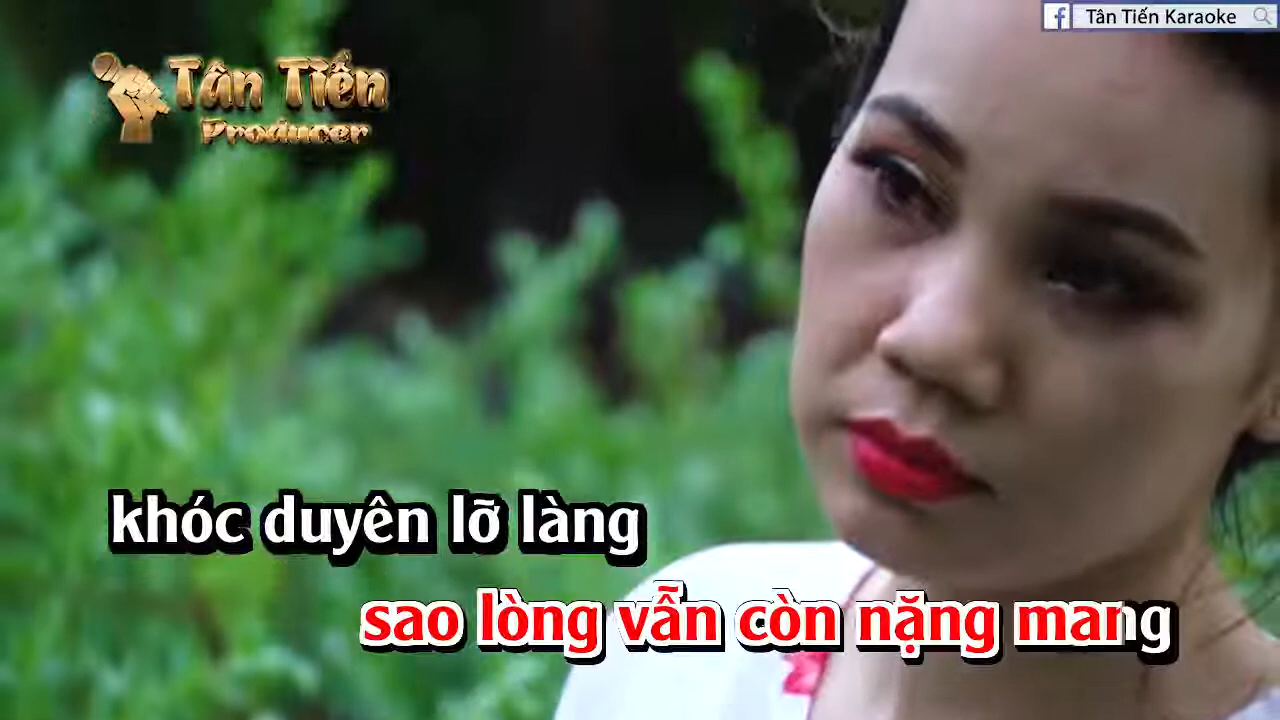 Tân Tiến Karaoke
Tân Tiến
Producer
khóc duyên lỡ làng
sao lòng vẫn còn nặng mang